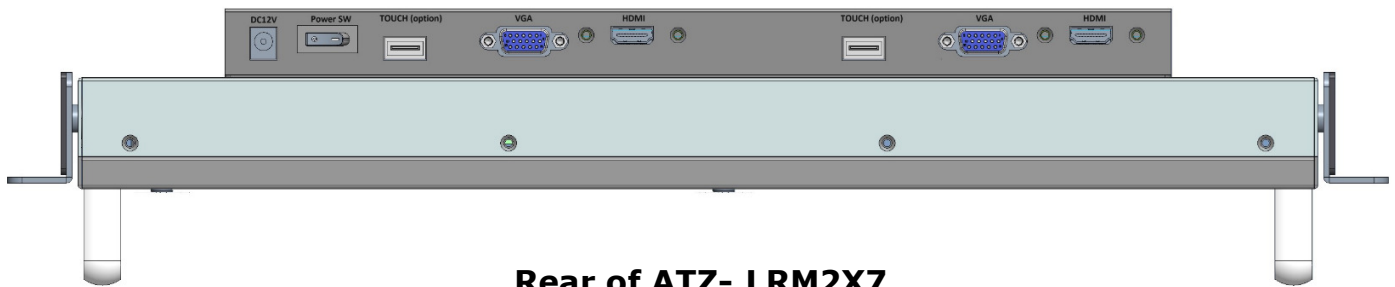 DC12V Power SW TOUCH (option) VGA HDMI TOUCH (option) VGA HDMI
Rear of ATZ- LRM2X7